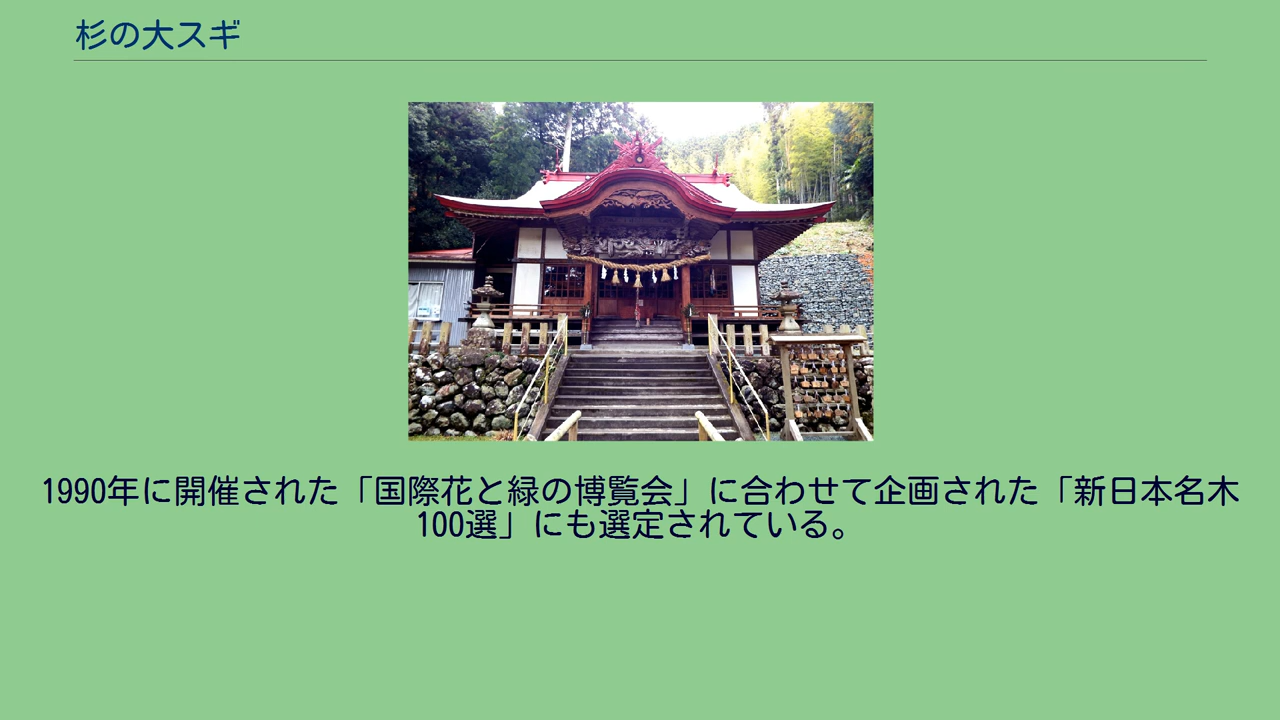 杉の大スギ
1990年に開催された「国際花と緑の博覧会」に合わせて企画された「新日本名木
100選」にも選定されている。